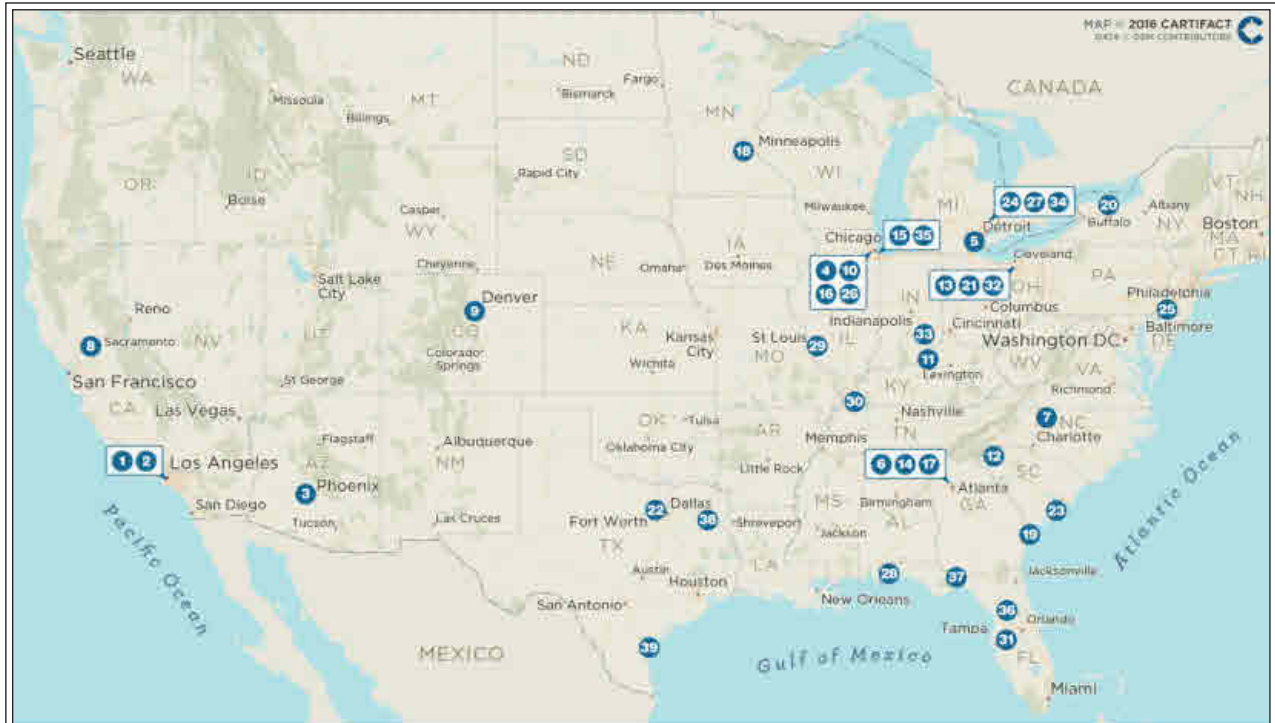 MAP © 2016 CARTIFACT
DATA © OSM CONTRIBUTORS
Seattle
WA
ND
Fargo
CANADA
Missoula
MT
Bismarck
MN
Billings
Minneapolis
18
SD
WI
VT
NH
OR
ID
Rapid City
MI
24 27 34
20
Albany
Boise
Casper
Milwaukee
Detroit
Buffalo
NY
Boston
WY
15 35
5
MA
Chicago
IA
CT RI
Cheyenne
NE
Omaha
Des Moines
4 10
Cleveland
PA
Salt Lake City
16 26
13 21 32
OH
Philadelphia
Reno
9
Denver
IN
Columbus
25
Indianapolis
Cincinnati
Baltimore
8
Sacramento
NV
UT
CO
KA
Kansas City
St Louis
IL
33
Washington DC
DE
29
MO
11
WV
Colorado Springs
Wichita
Lexington
VA
San Francisco
St George
KY
Richmond
CA
Las Vegas
30
Nashville
7
NC
OK
Tulsa
TN
Charlotte
Flagstaff
Albuquerque
Oklahoma City
AR
Memphis
1 2
Los Angeles
AZ
NM
Little Rock
6 14 17
12
SC
3
Phoenix
Atlanta
San Diego
MS
Birmingham
GA
Tucson
Las Cruces
22
Dallas
38
Shreveport
AL
23
Fort Worth
Jackson
19
Pacific Ocean
Atlantic Ocean
TX
LA
Austin
Houston
28
37
Jacksonville
New Orleans
San Antonio
36
Orlando
Tampa
31
39
Gulf of Mexico
FL
MEXICO
Miami